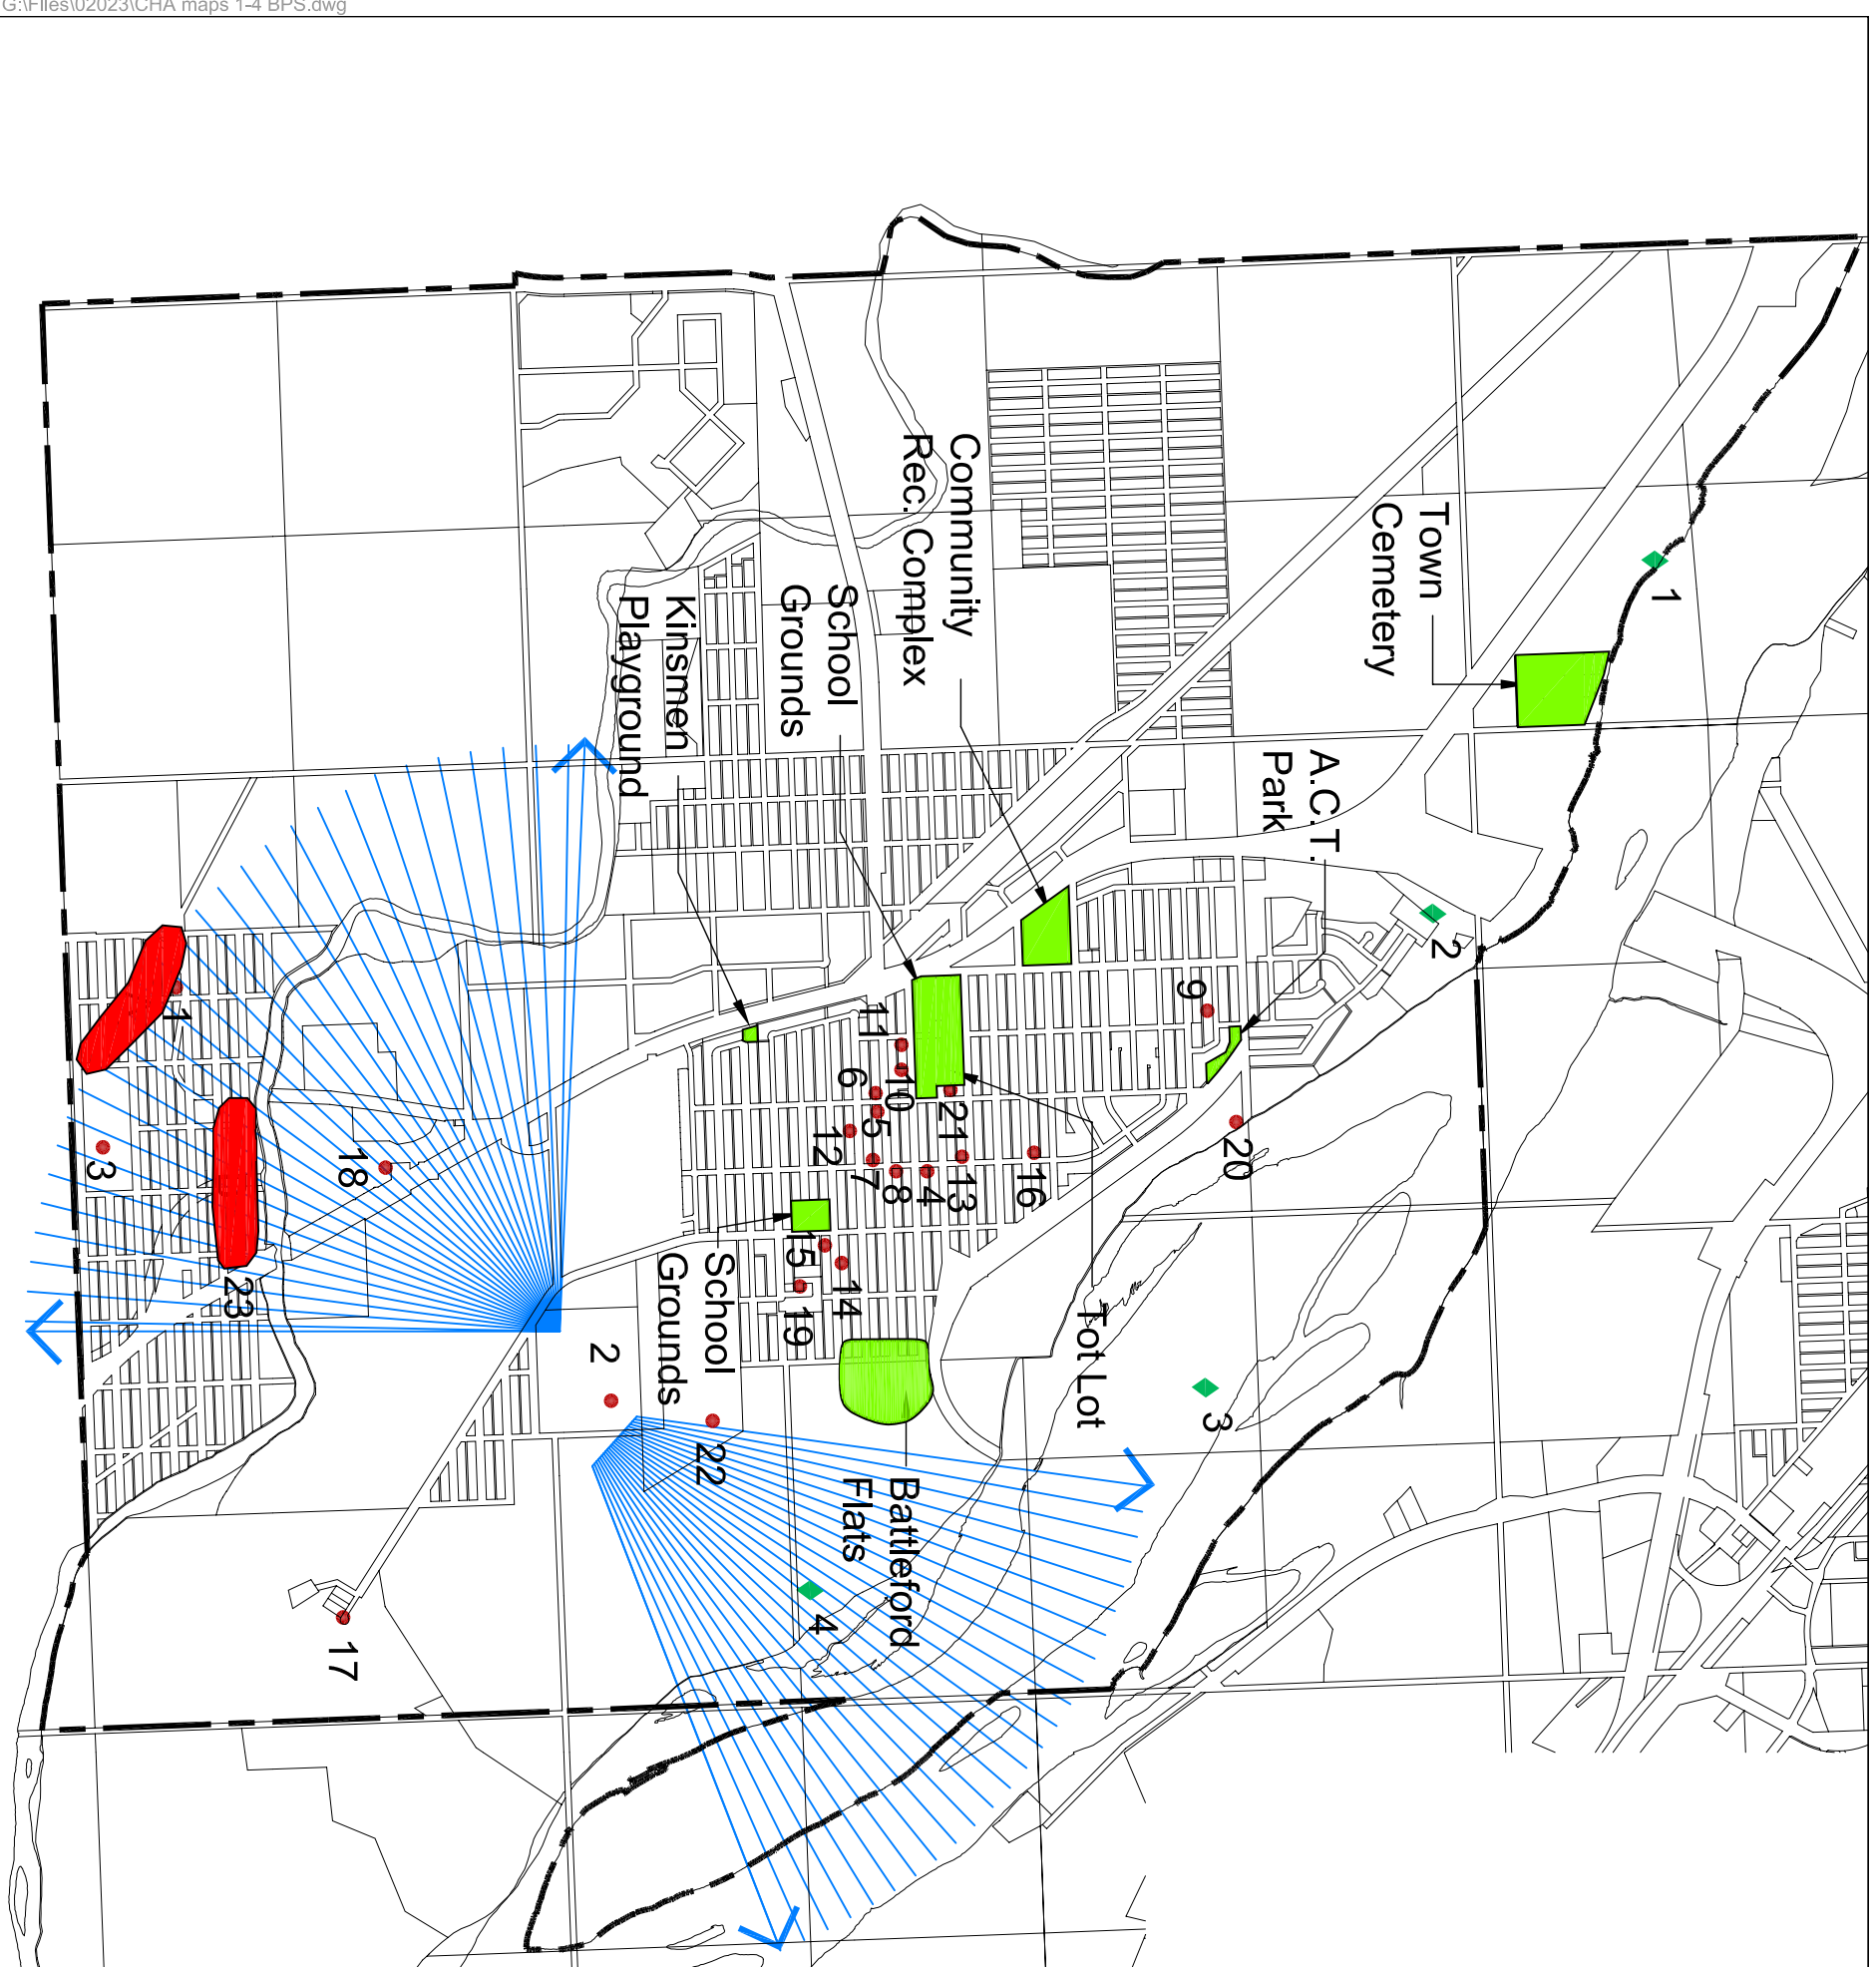 G:\Files\02023\CHA maps 1-4 BPS.dwg
Town
Cemetery
1
Community
Rec. Complex
School
Grounds
Kinsmen
Playground
A.C.T.
Park
2
9
11
10
6
5
21
12
7
8
4
13
16
20
1
3
18
23
15
14
19
School
Grounds
Tot Lot
3
2
22
Battleford
Flats
4
17